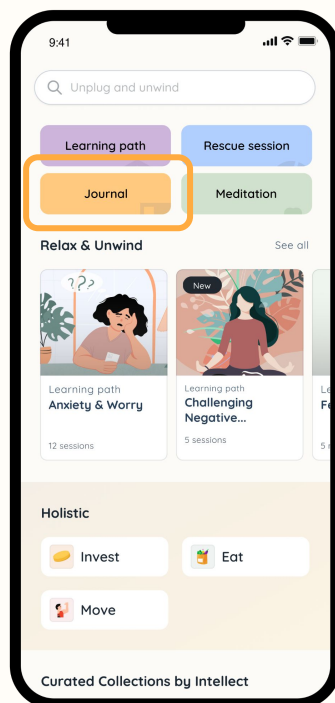 9:41
Unplug and unwind
Learning path
Rescue session
Journal
Meditation
Relax & Unwind
See all
???
New
Learning path
Anxiety & Worry
12 sessions
Learning path
Challenging
Negative...
5 sessions
Holistic
Invest
Eat
Move
Curated Collections by Intellect